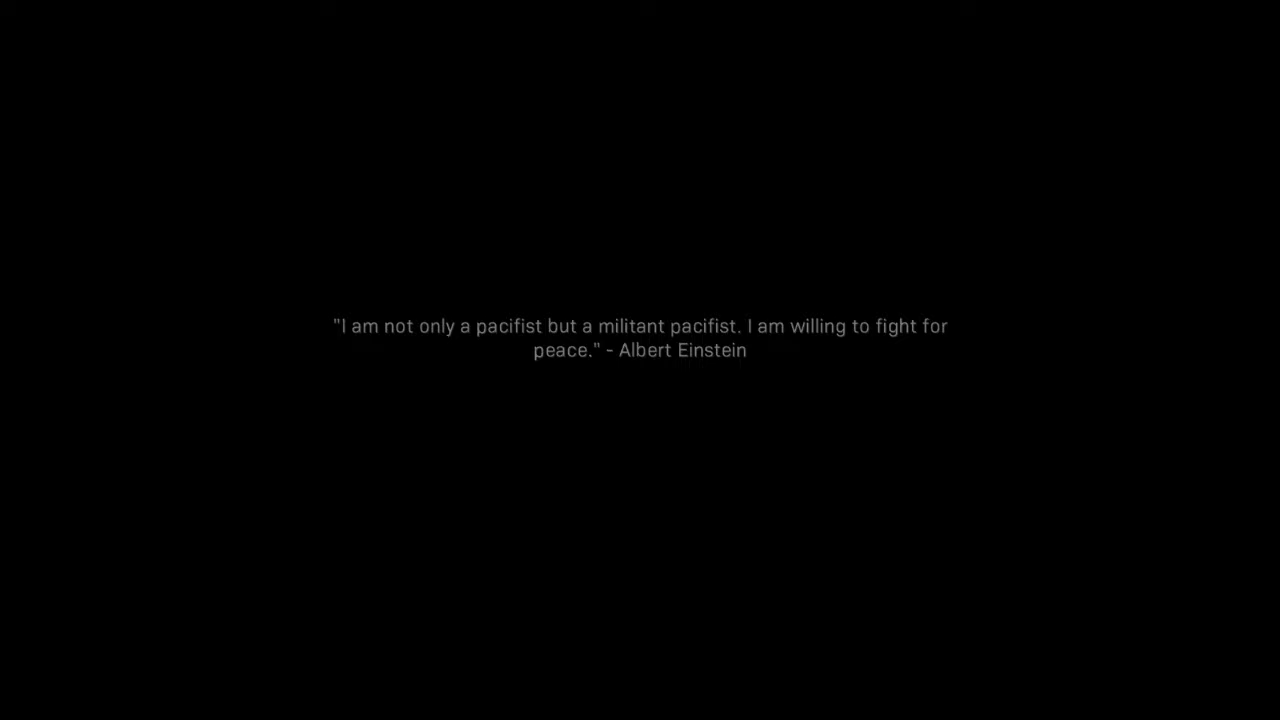 "I am not only a pacifist but a militant pacifist. I am willing to fight for
peace." - Albert Einstein